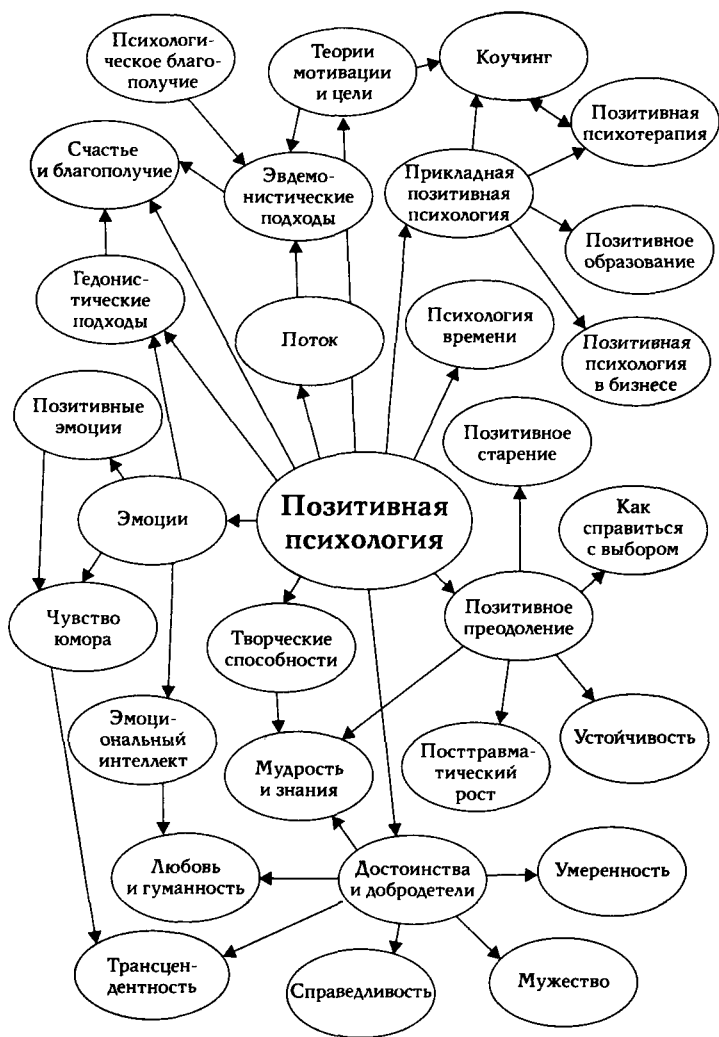 Психологи-
ческое благо-
получие
Теории
мотивации
и цели
Коучинг
Позитивная
психотерапия
Счастье
и благополучие
Эвдемо-
нистические
подходы
Прикладная
позитивная
психология
Позитивное
образование
Гедонис-
тические
подходы
Поток
Психология
времени
Позитивная
психология
в бизнесе
Позитивные
эмоции
Позитивное
старение
Эмоции
Позитивная
психология
Как
справиться
с выбором
Чувство
юмора
Творческие
способности
Позитивное
преодоление
Эмоци-
ональный
интеллект
Мудрость
и знания
Посттравма-
тический
рост
Устойчивость
Любовь
и гуманность
Достоинства
и добродетели
Умеренность
Трансцен-
дентность
Справедливость
Мужество